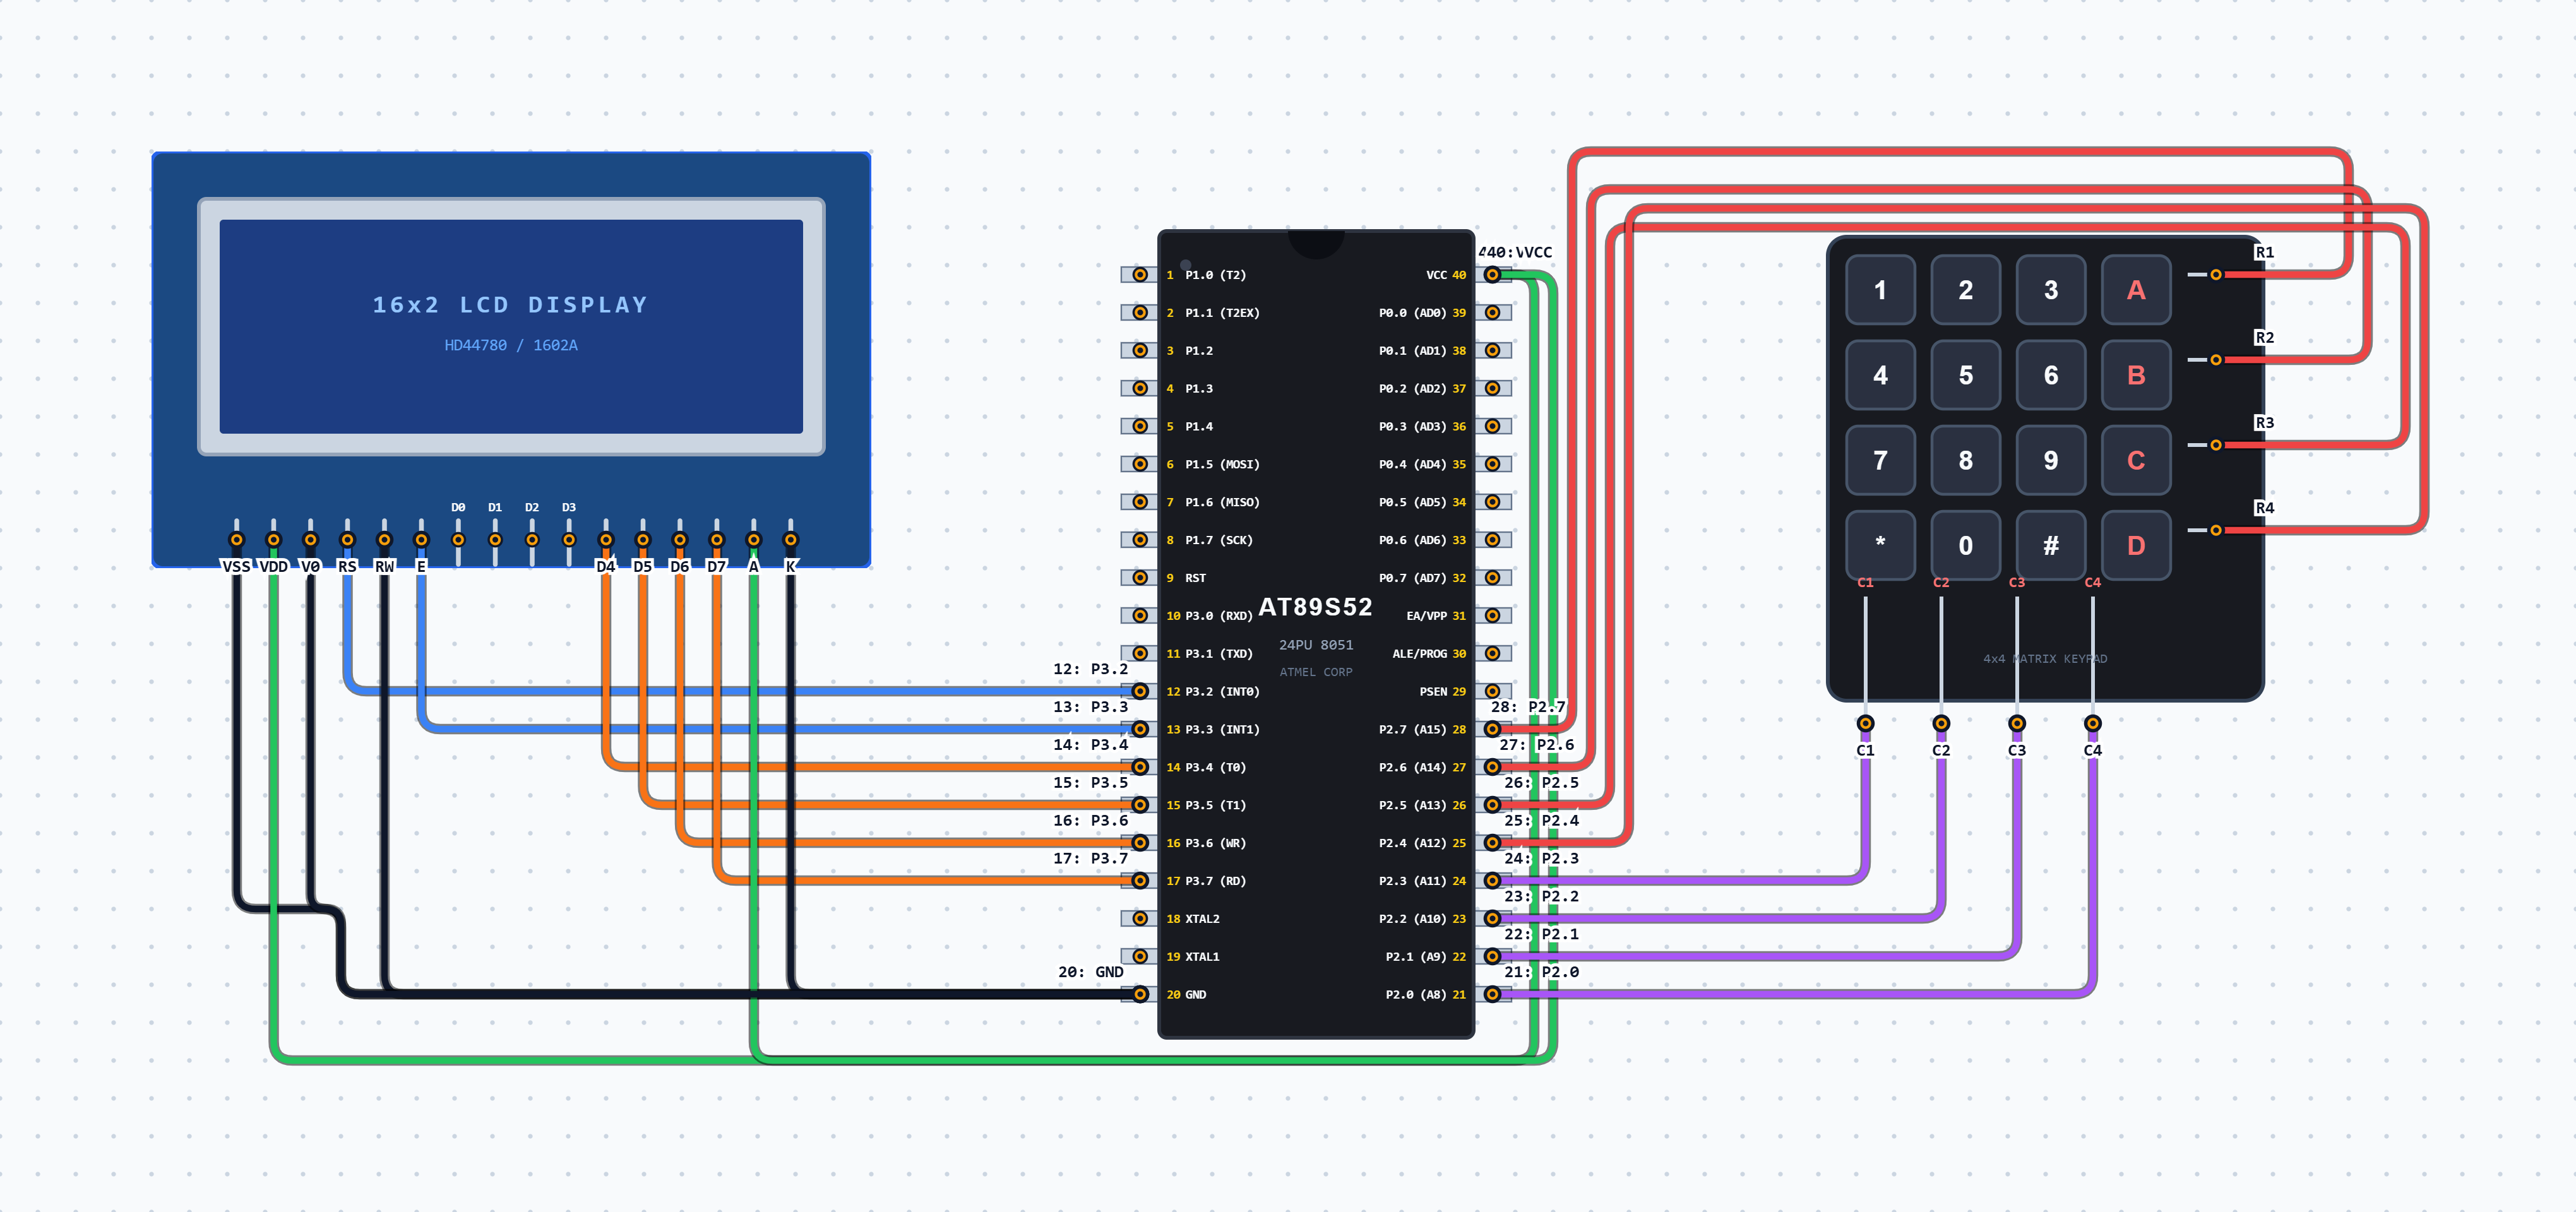 16x2 LCD DISPLAY
HD44780 / 1602A
D0 D1 D2 D3
VSS VDD V0 RS RW E D4 D5 D6 D7 A K
12: P3.2
13: P3.3
14: P3.4
15: P3.5
16: P3.6
17: P3.7
20: GND
1 P1.0 (T2)
2 P1.1 (T2EX)
3 P1.2
4 P1.3
5 P1.4
6 P1.5 (MOSI)
7 P1.6 (MISO)
8 P1.7 (SCK)
9 RST
10 P3.0 (RXD)
11 P3.1 (TXD)
12 P3.2 (INT0)
13 P3.3 (INT1)
14 P3.4 (T0)
15 P3.5 (T1)
16 P3.6 (WR)
17 P3.7 (RD)
18 XTAL2
19 XTAL1
20 GND
AT89S52
24PU 8051
ATMEL CORP
VCC 40
P0.0 (AD0) 39
P0.1 (AD1) 38
P0.2 (AD2) 37
P0.3 (AD3) 36
P0.4 (AD4) 35
P0.5 (AD5) 34
P0.6 (AD6) 33
P0.7 (AD7) 32
EA/VPP 31
ALE/PROG 30
PSEN 29
P2.7 (A15) 28
P2.6 (A14) 27
P2.5 (A13) 26
P2.4 (A12) 25
P2.3 (A11) 24
P2.2 (A10) 23
P2.1 (A9) 22
P2.0 (A8) 21
28: P2.7
27: P2.6
26: P2.5
25: P2.4
24: P2.3
23: P2.2
22: P2.1
21: P2.0
1 2 3 A
4 5 6 B
7 8 9 C
* 0 # D
R1
R2
R3
R4
C1 C2 C3 C4
4x4 MATRIX KEYPAD
C1 C2 C3 C4